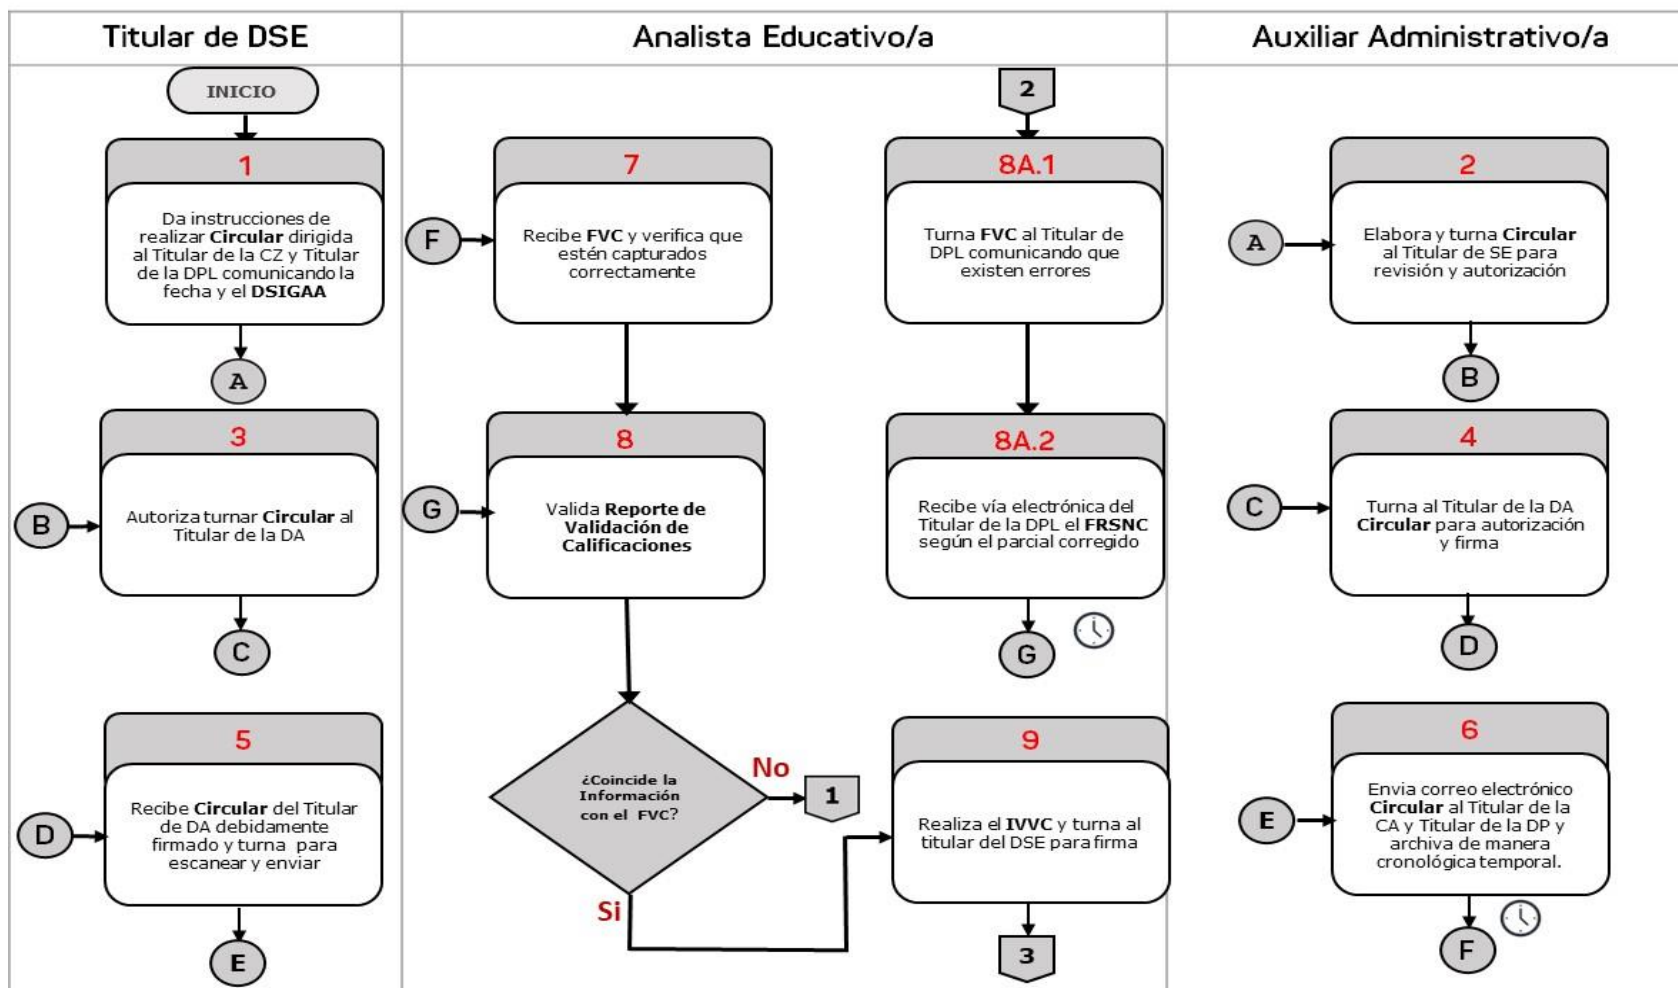 Titular de DSE
Analista Educativo/a
Auxiliar Administrativo/a
INICIO
1
Da instrucciones de
realizar Circular dirigida
al Titular de la CZ y Titular
de la DPL comunicando la
fecha y el DSIGAA
A
B
3
Autoriza turnar Circular al
Titular de la DA
C
D
5
Recibe Circular del Titular
de DA debidamente
firmado y turna para
escanear y enviar
E
F
7
Recibe FVC y verifica que
estén capturados
correctamente
G
8
Valida Reporte de
Validación de
Calificaciones
¿Coincide la
Información
con el FVC?
No
1
Si
2
8A.1
Turna FVC al Titular de
DPL comunicando que
existen errores
8A.2
Recibe vía electrónica del
Titular de la DPL el FRSNC
según el parcial corregido
G
9
Realiza el IVVC y turna al
titular del DSE para firma
3
A
2
Elabora y turna Circular
al Titular de SE para
revisión y autorización
B
C
4
Turna al Titular de la DA
Circular para autorización
y firma
D
E
6
Envia correo electrónico
Circular al Titular de la
CA y Titular de la DP y
archiva de manera
cronológica temporal.
F